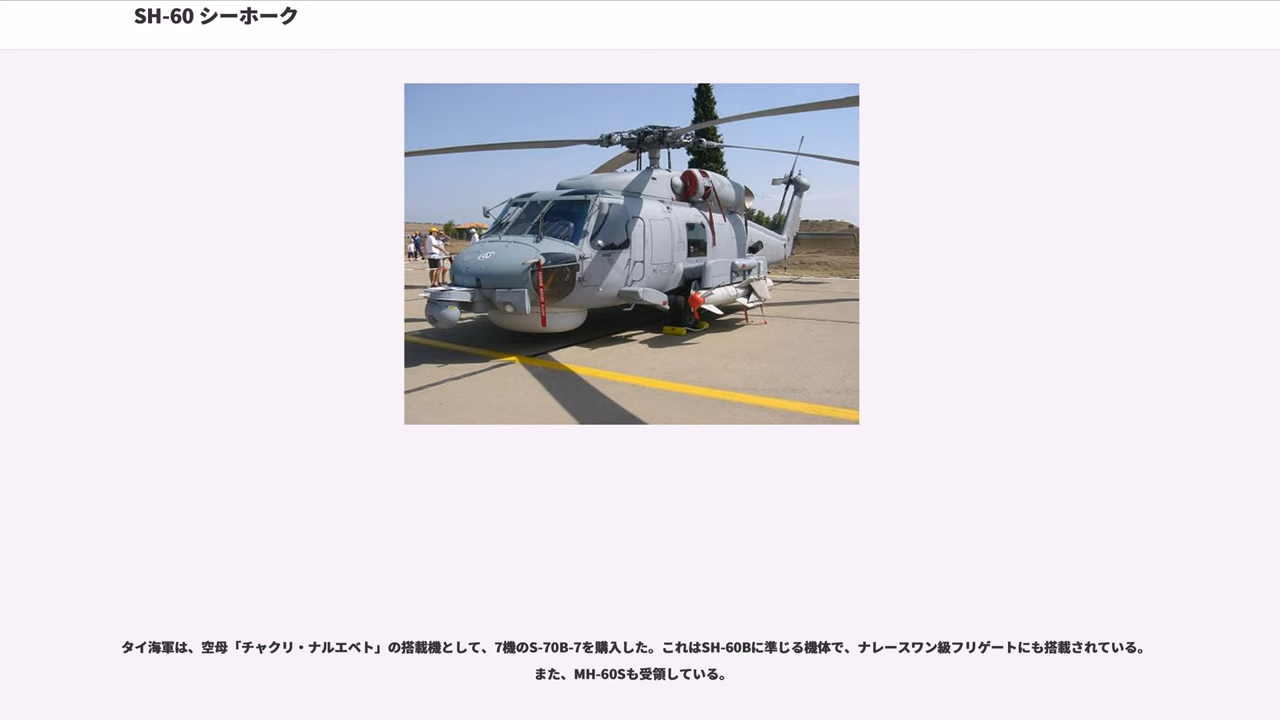 SH-60 シーホーク
タイ海軍は、空母「チャクリ・ナルエベト」の搭載機として、7機のS-70B-7を購入した。これはSH-60Bに準じる機体で、ナレースワン級フリゲートにも搭載されている。
また、MH-60Sも受領している。